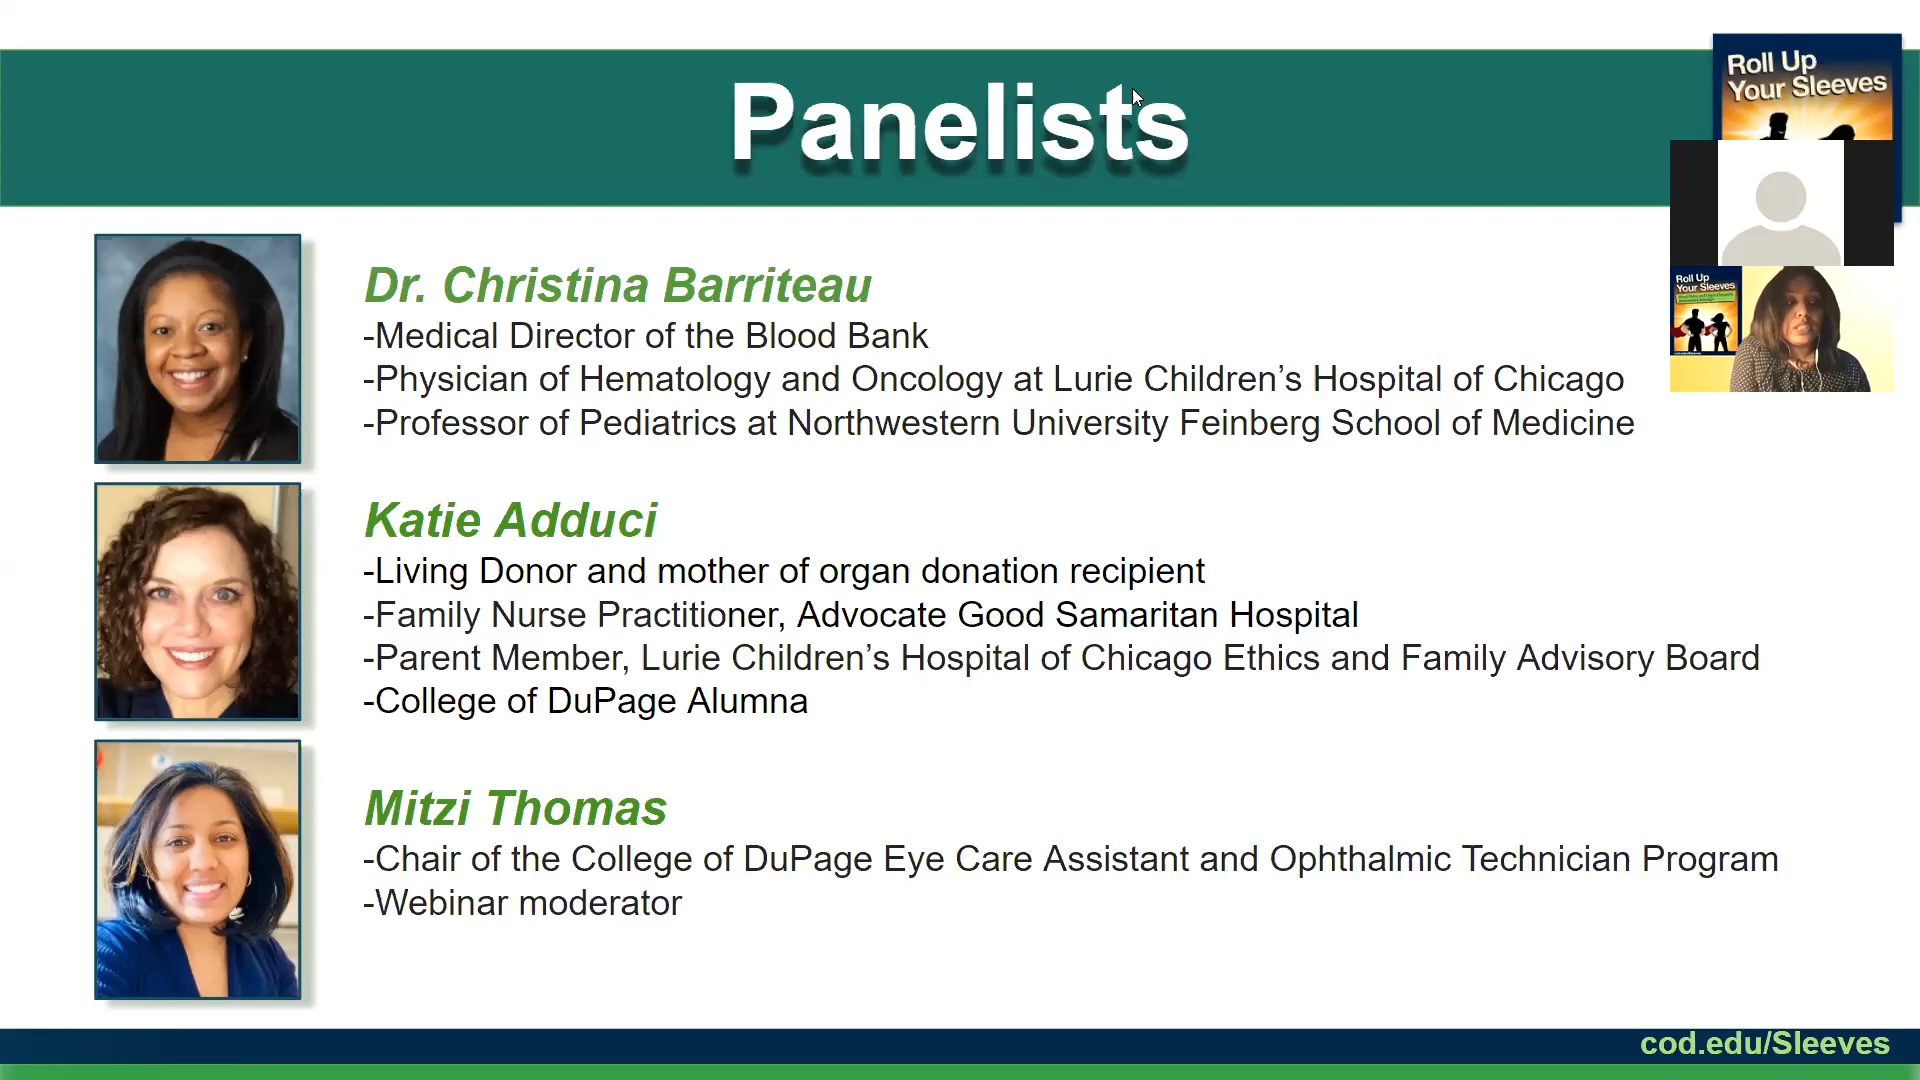 Panelists
Roll Up
Your Sleeves
Dr. Christina Barriteau
-Medical Director of the Blood Bank
-Physician of Hematology and Oncology at Lurie Children’s Hospital of Chicago
-Professor of Pediatrics at Northwestern University Feinberg School of Medicine
Roll Up
Your Sleeves
Katie Adduci
-Living Donor and mother of organ donation recipient
-Family Nurse Practitioner, Advocate Good Samaritan Hospital
-Parent Member, Lurie Children’s Hospital of Chicago Ethics and Family Advisory Board
-College of DuPage Alumna
Mitzi Thomas
-Chair of the College of DuPage Eye Care Assistant and Ophthalmic Technician Program
-Webinar moderator
cod.edu/Sleeves